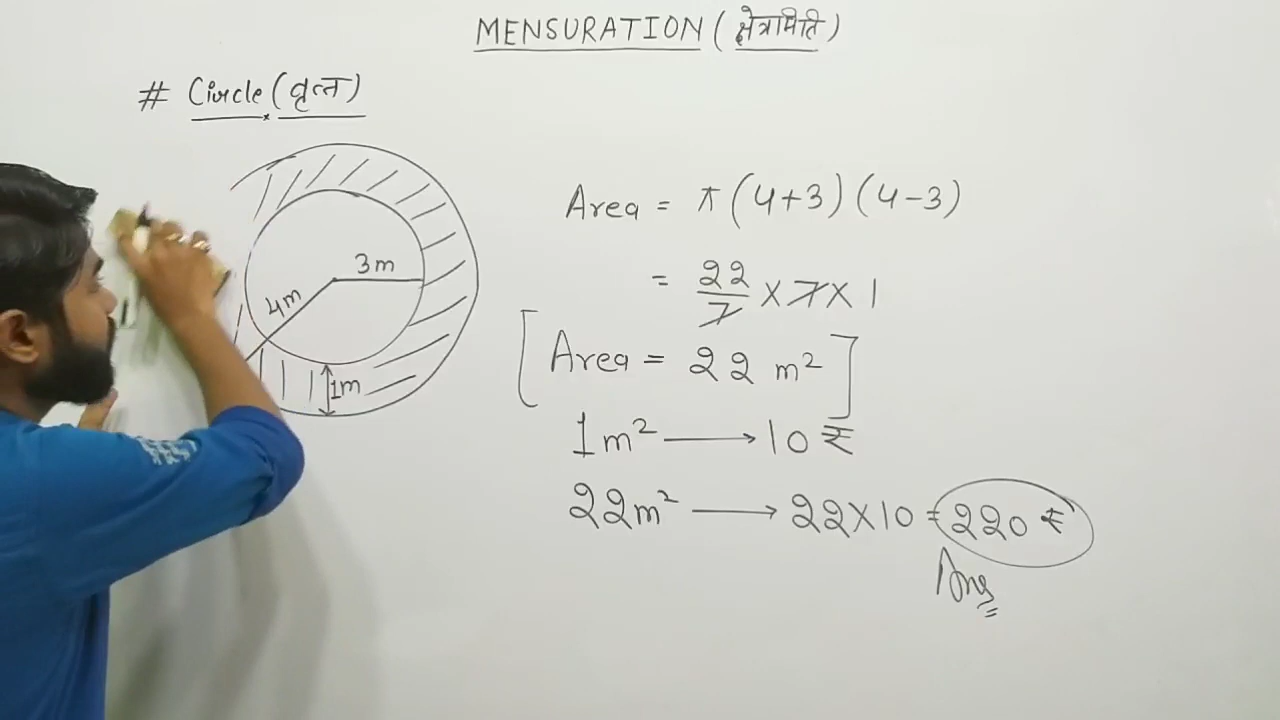 MENSURATION (क्षेत्रामिति)
# Circle (वृत्त)
Area = π (4+3) (4-3)
3m
= 22/7 × 7 × 1
4m
[Area = 22 m²]
1m
1m² → 10 ₹
22m² → 22×10 = 220 ₹
Ans